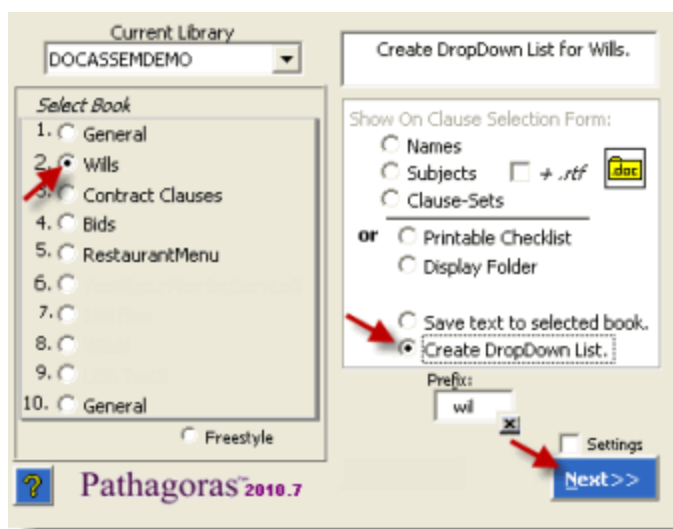 Current Library
DOCASSEMDEMO
Create DropDown List for Wills.
Select Book
1. General
2. Wills
3. Contract Clauses
4. Bids
5. RestaurantMenu
6.
7.
8.
9.
10. General
Freestyle
Show On Clause Selection Form:
Names
Subjects + .rtf .doc
Clause-Sets
or Printable Checklist
Display Folder
Save text to selected book.
Create DropDown List.
Prefix:
wil
x
Settings
Next>>
? Pathagoras™ 2010.7